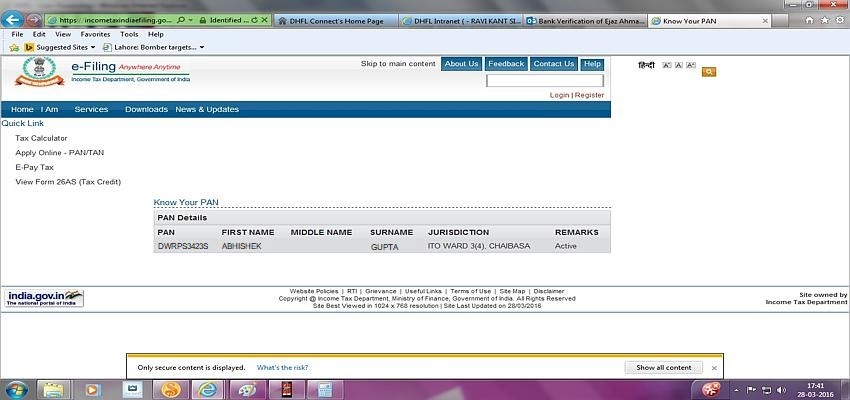 https://incometaxindiaefiling.go...
Identified ...
DHFL Connect's Home Page
DHFL Intranet ( – RAVI KANT SI...
Bank Verification of Ejaz Ahma...
Know Your PAN
File Edit View Favorites Tools Help
Suggested Sites
Lahore: Bomber targets...
e-Filing Anywhere Anytime
Income Tax Department, Government of India
Skip to main content About Us Feedback Contact Us Help
हिन्दी A- A A+
Login | Register
Home I Am Services Downloads News & Updates
Quick Link
Tax Calculator
Apply Online - PAN/TAN
E-Pay Tax
View Form 26AS (Tax Credit)
Know Your PAN
PAN Details
PAN FIRST NAME MIDDLE NAME SURNAME JURISDICTION REMARKS
DWRPS3423S ABHISHEK GUPTA ITO WARD 3(4), CHAIBASA Active
india.gov.in
The national portal of India
Website Policies | RTI | Grievance | Useful Links | Terms of Use | Site Map | Disclaimer
Copyright @ Income Tax Department, Ministry of Finance, Government of India. All Rights Reserved
Site Best Viewed in 1024 x 768 resolution | Site Last Updated on 28/03/2016
Site owned by
Income Tax Department
Only secure content is displayed. What's the risk? Show all content
17:41
28-03-2016